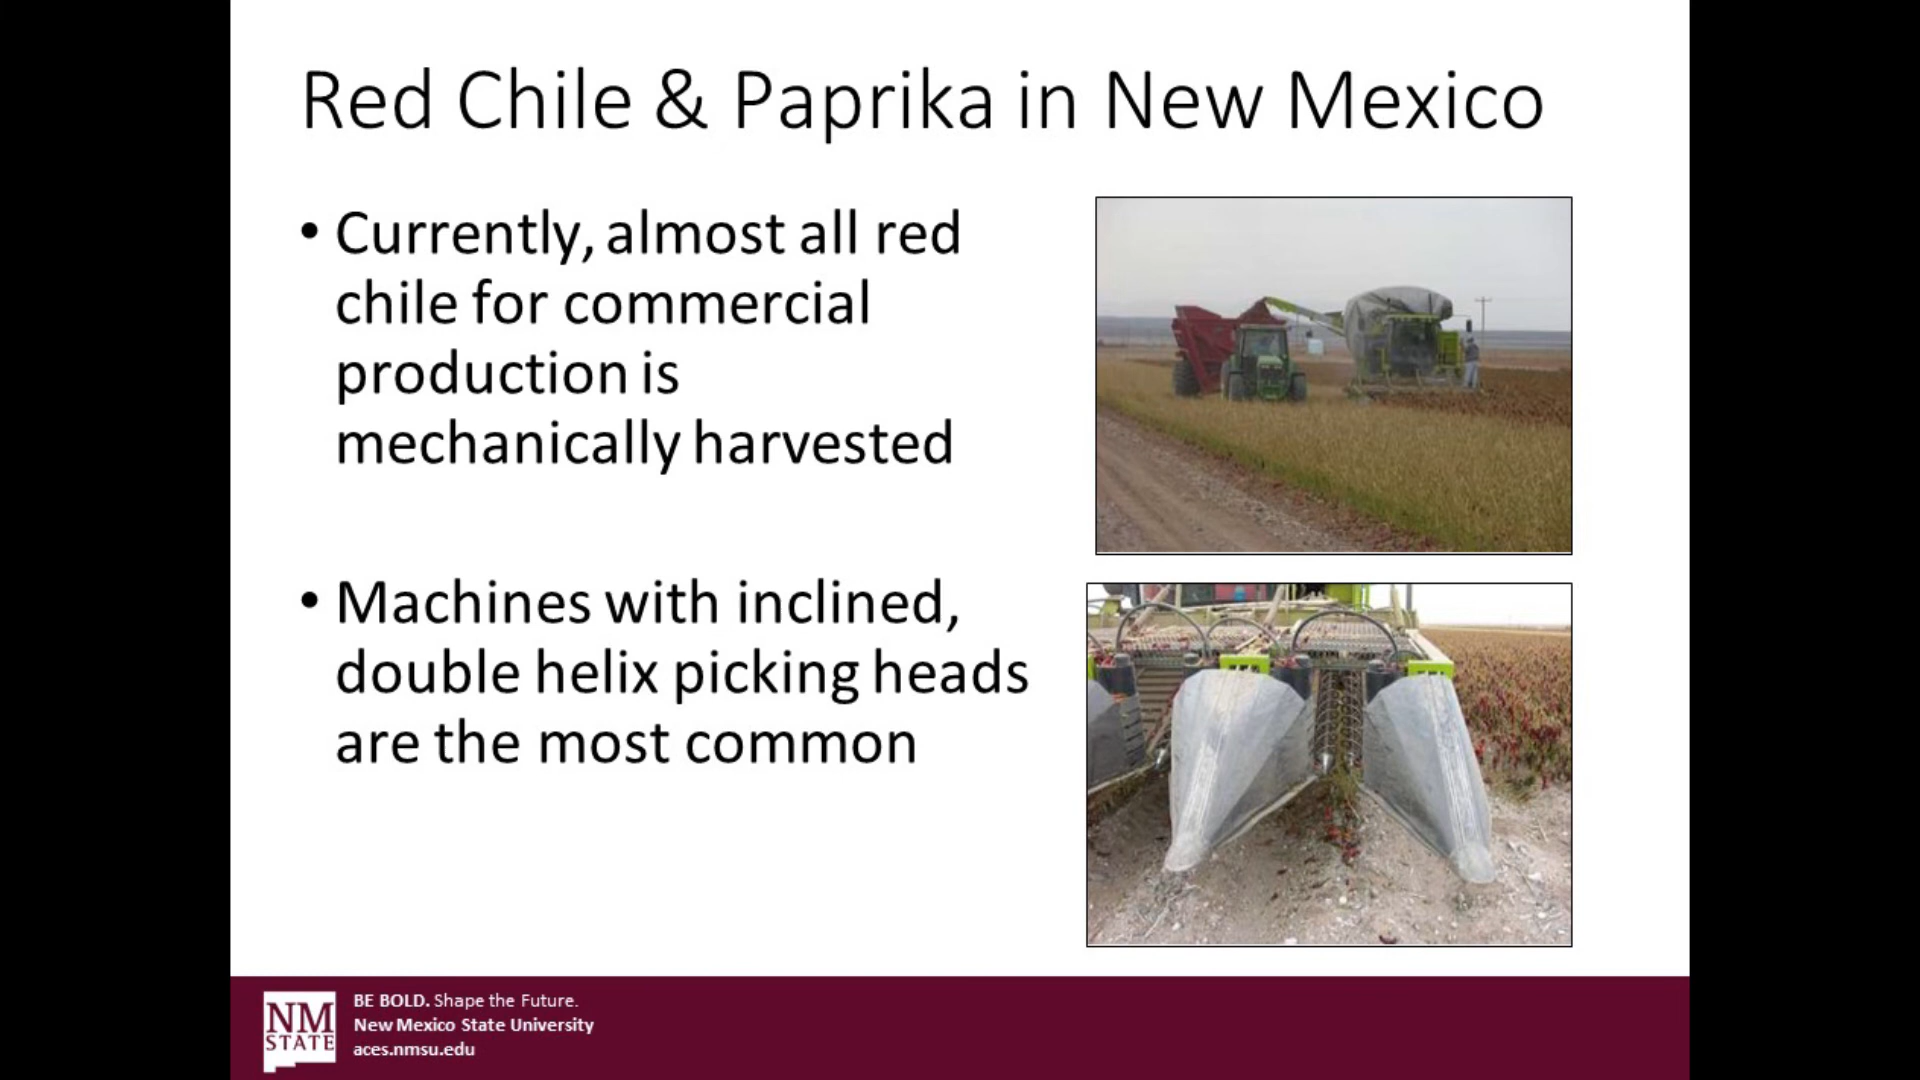 Red Chile & Paprika in New Mexico
• Currently, almost all red
chile for commercial
production is
mechanically harvested
• Machines with inclined,
double helix picking heads
are the most common
NM
STATE
BE BOLD. Shape the Future.
New Mexico State University
aces.nmsu.edu